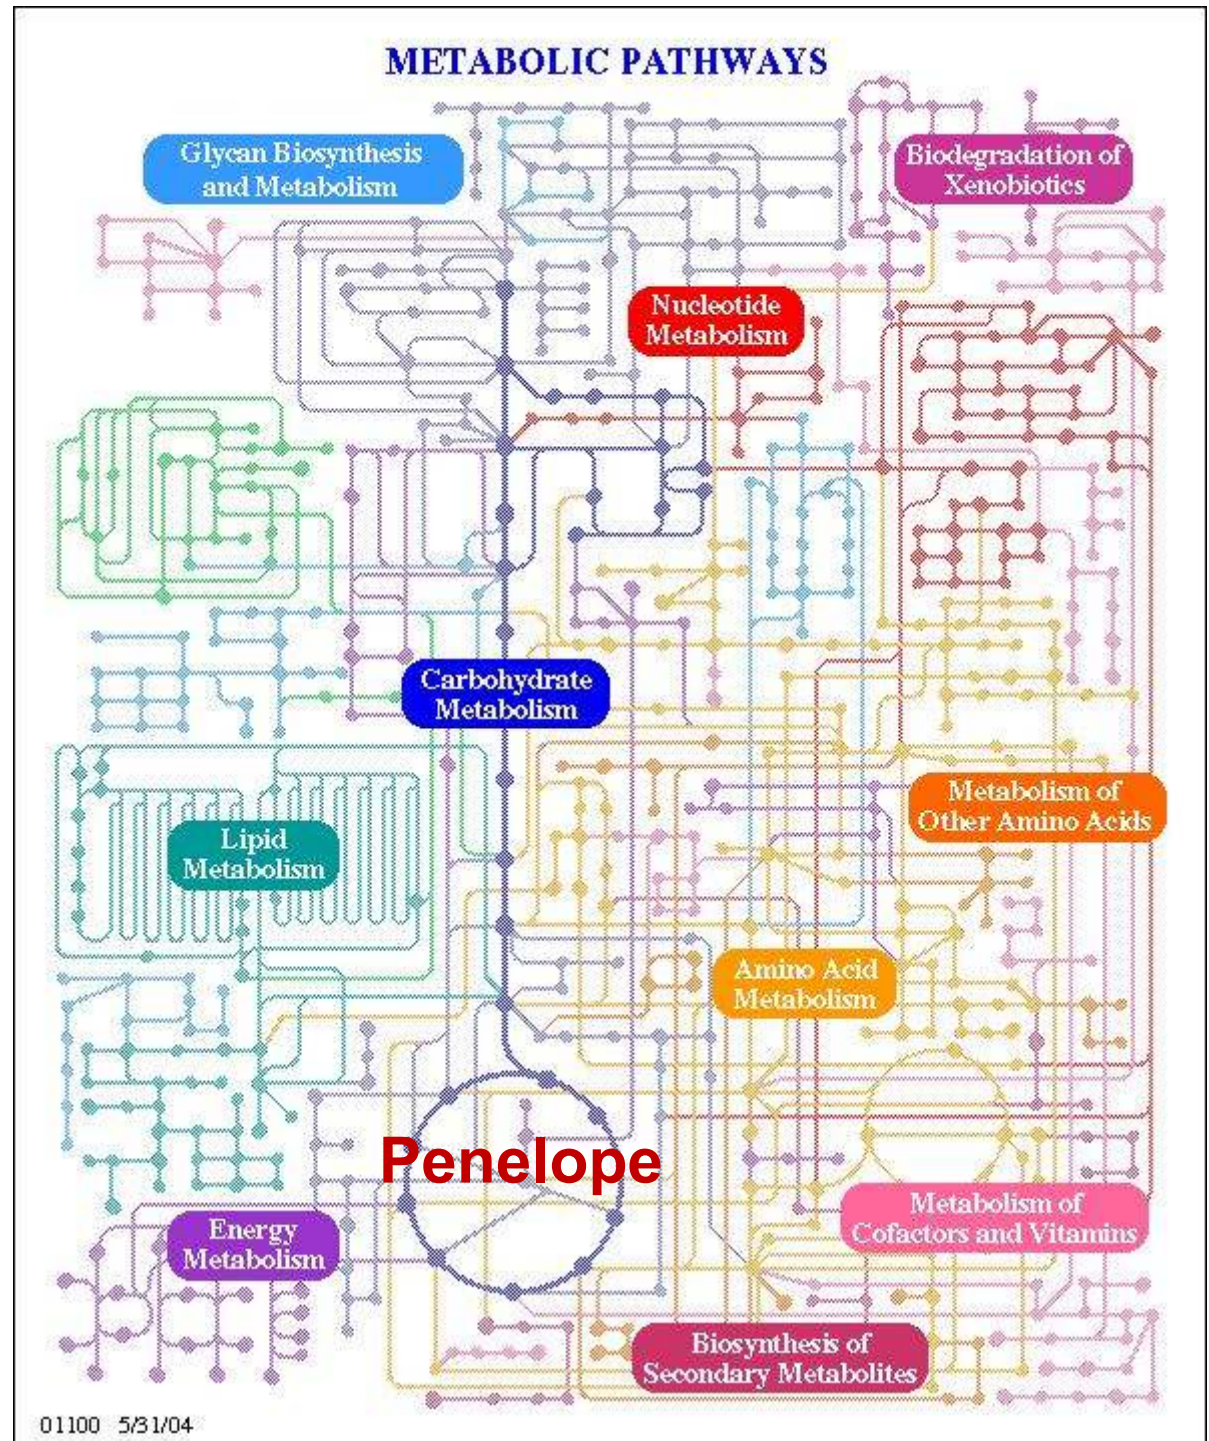 METABOLIC PATHWAYS
Glycan Biosynthesis
and Metabolism
Biodegradation of
Xenobiotics
Nucleotide
Metabolism
Carbohydrate
Metabolism
Metabolism of
Other Amino Acids
Lipid
Metabolism
Amino Acid
Metabolism
Penelope
Metabolism of
Cofactors and Vitamins
Energy
Metabolism
Biosynthesis of
Secondary Metabolites
01100 5/31/04